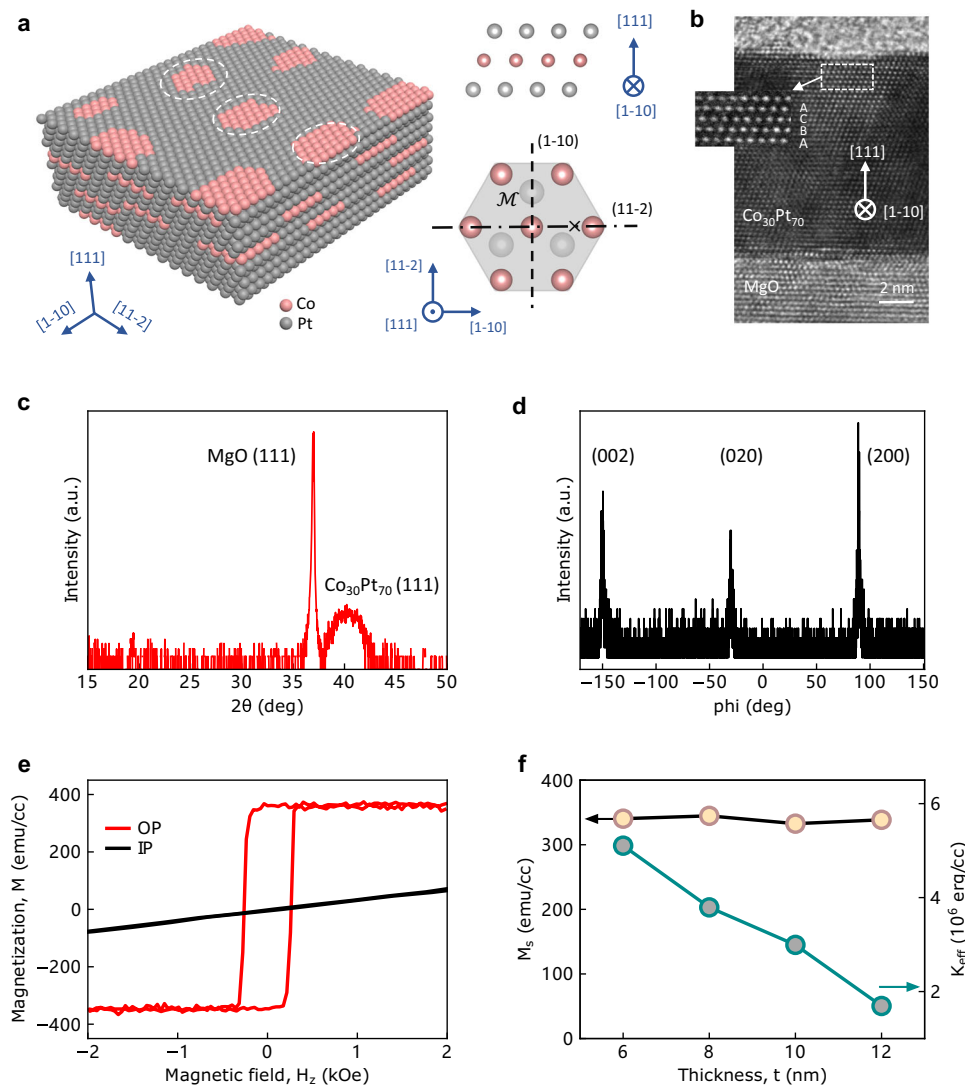 a
[111]
[1-10]
[11-2]
Co
Pt
[111]
[1-10]
(1-10)
ℳ
(11-2)
×
[11-2]
[111]
[1-10]
b
A
C
B
A
[111]
[1-10]
Co30Pt70
MgO
2 nm
c
Intensity (a.u.)
MgO (111)
Co30Pt70 (111)
15 20 25 30 35 40 45 50
2θ (deg)
d
Intensity (a.u.)
(002) (020) (200)
−150 −100 −50 0 50 100 150
phi (deg)
e
Magnetization, M (emu/cc)
400
200
0
−200
−400
OP
IP
−2 −1 0 1 2
Magnetic field, Hz (kOe)
f
Ms (emu/cc)
400
300
200
100
0
6 8 10 12
Thickness, t (nm)
6
4
2
Keff (10^6 erg/cc)